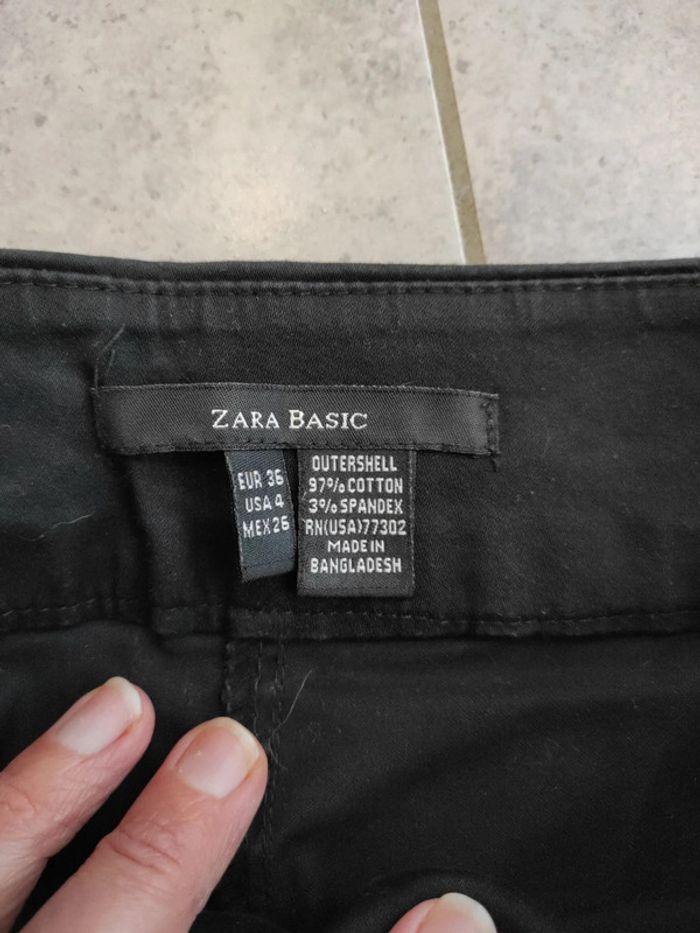 ZARA BASIC
EUR 36
USA 4
MEX 26
OUTERSHELL
97% COTTON
3% SPANDEX
RN(USA)77302
MADE IN
BANGLADESH